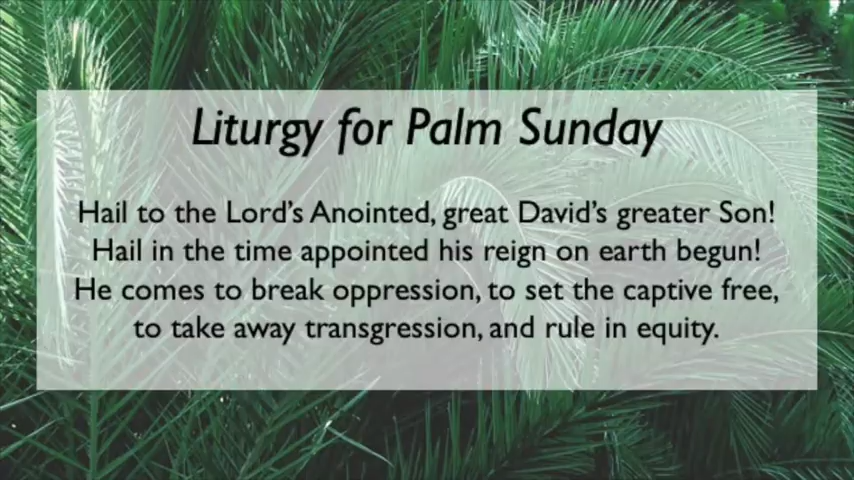 Liturgy for Palm Sunday
Hail to the Lord's Anointed, great David's greater Son!
Hail in the time appointed his reign on earth begun!
He comes to break oppression, to set the captive free,
to take away transgression, and rule in equity.